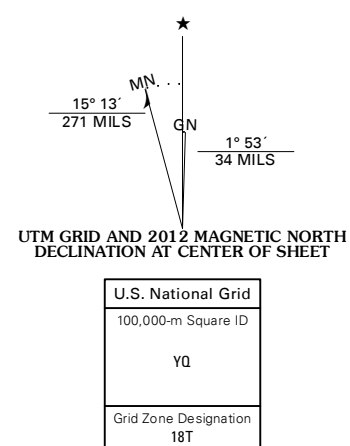 ★
MN
15° 13´
271 MILS
GN
1° 53´
34 MILS
UTM GRID AND 2012 MAGNETIC NORTH
DECLINATION AT CENTER OF SHEET
U.S. National Grid
100,000-m Square ID
YQ
Grid Zone Designation
18T